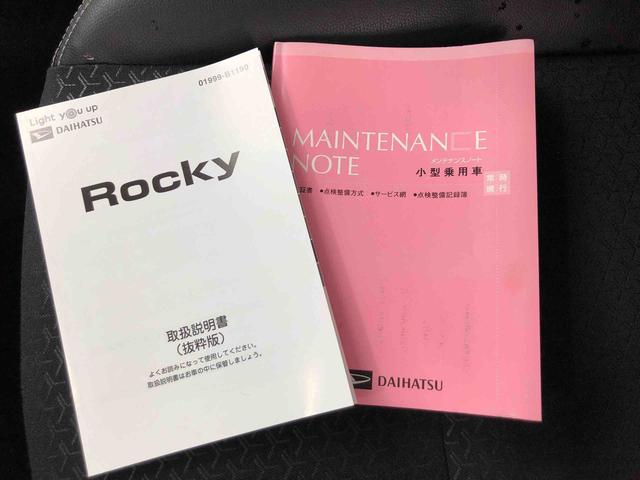 01999-B1190
Light you up
DAIHATSU
Rocky
取扱説明書
(抜粋版)
よくお読みになって使用してください。
取扱説明書はお車の中に保管しましょう。
MAINTENANCE
NOTE
メンテナンスノート
小型乗用車
常時
携行
証書 ●点検整備方式 ●サービス網 ●点検整備記録簿
DAIHATSU